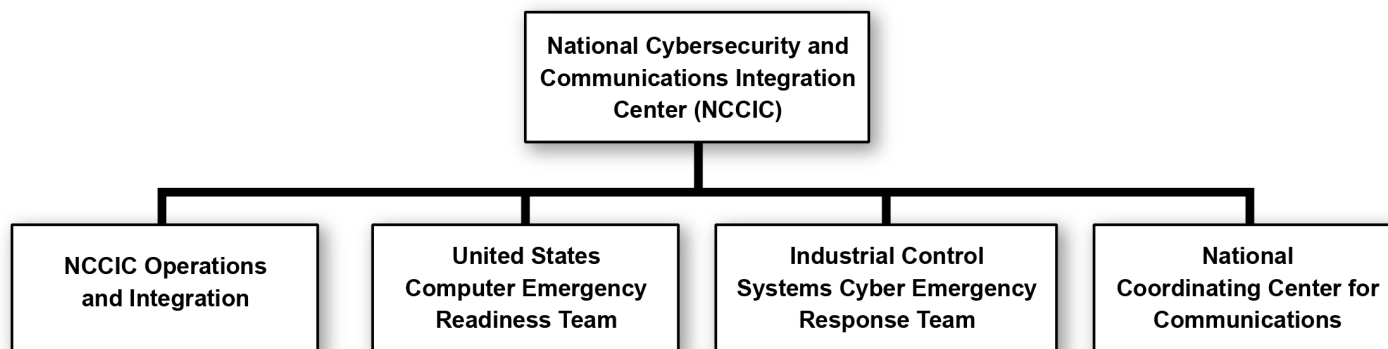 National Cybersecurity and
Communications Integration
Center (NCCIC)
NCCIC Operations
and Integration
United States
Computer Emergency
Readiness Team
Industrial Control
Systems Cyber Emergency
Response Team
National
Coordinating Center for
Communications